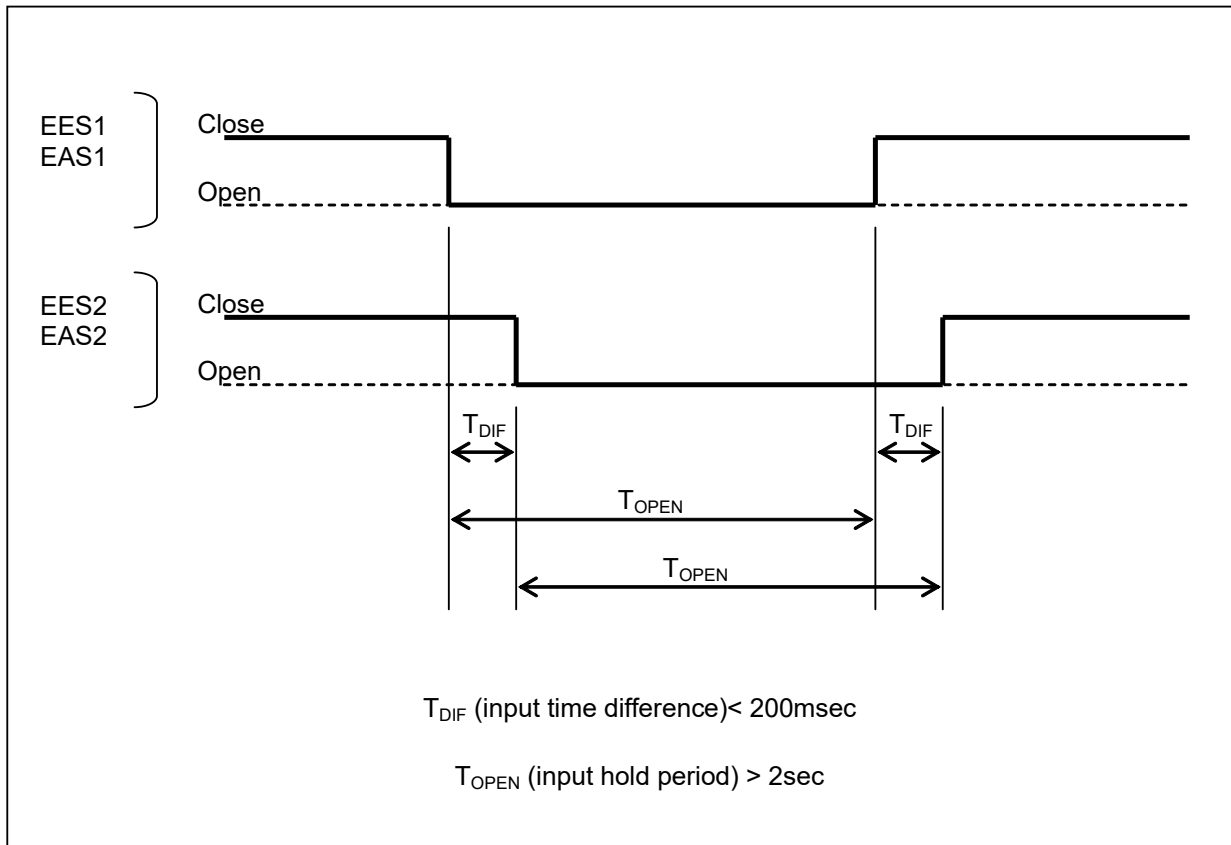 EES1
EAS1
Close
Open
EES2
EAS2
Close
Open
TDIF
TDIF
TOPEN
TOPEN
TDIF (input time difference)< 200msec
TOPEN (input hold period) > 2sec